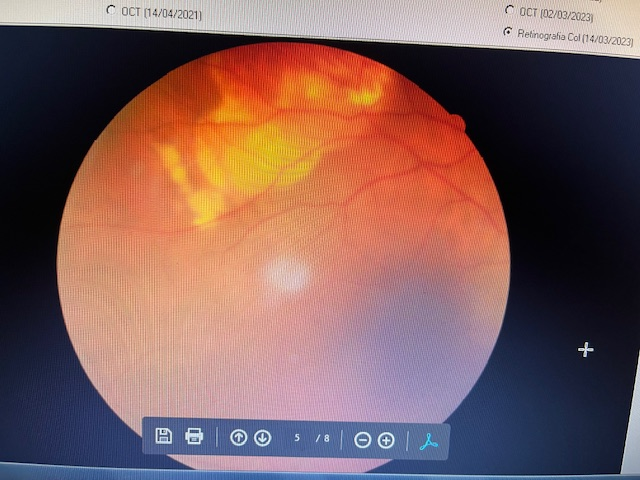 OCT (14/04/2021)
OCT (02/03/2023)
Retinografia Col (14/03/2023)
5 / 8